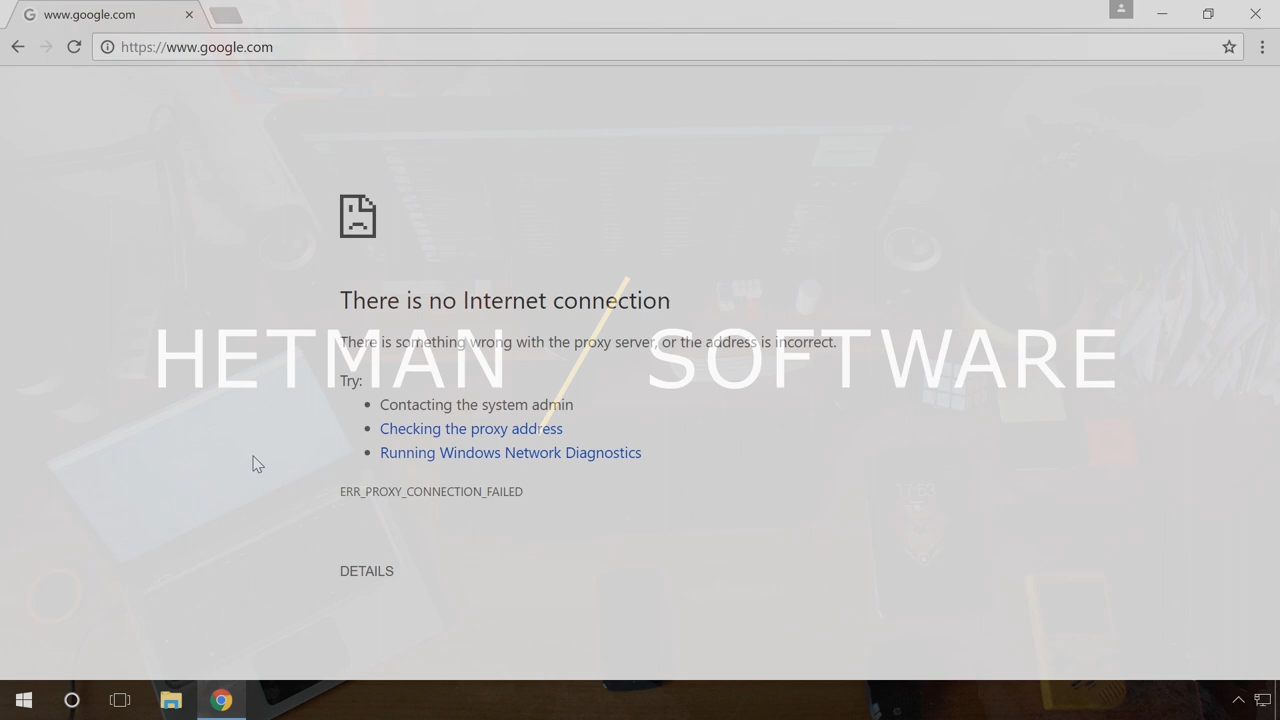 www.google.com
https://www.google.com
There is no Internet connection
There is something wrong with the proxy server, or the address is incorrect.
HETMAN SOFTWARE
Try:
Contacting the system admin
Checking the proxy address
Running Windows Network Diagnostics
ERR_PROXY_CONNECTION_FAILED
17:53
DETAILS